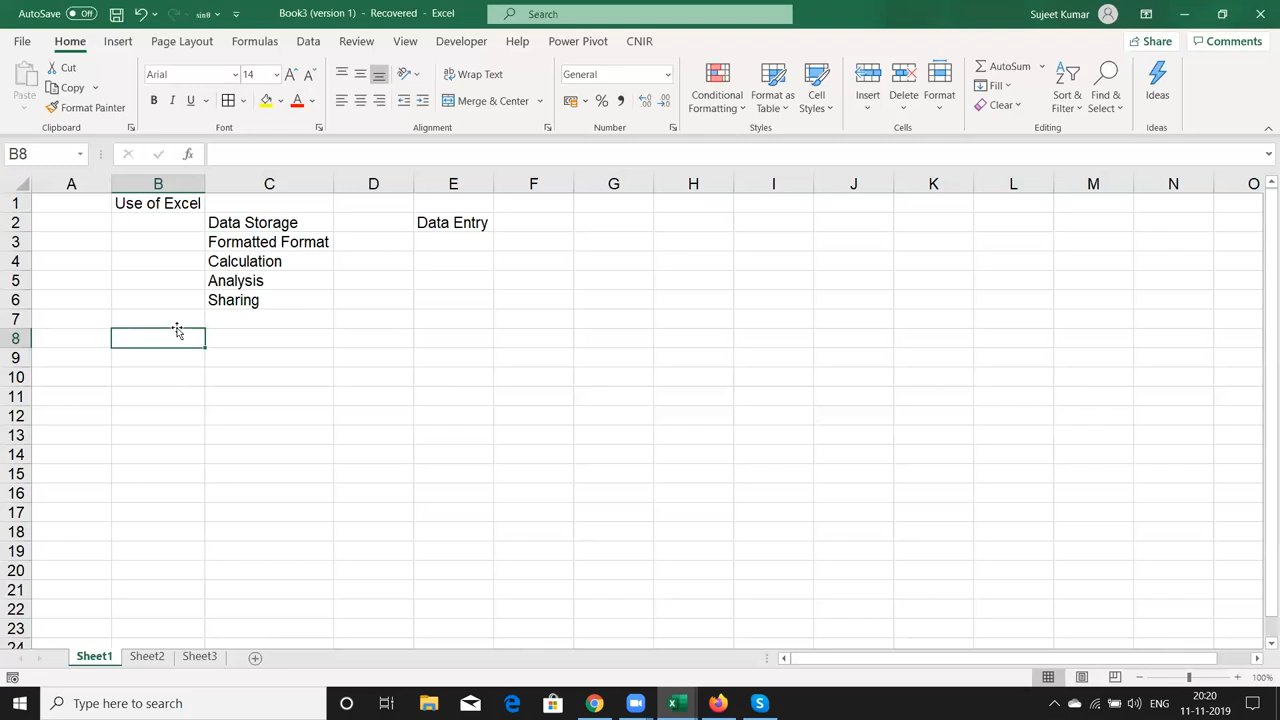 AutoSave Off sinθ Book3 (version 1) - Recovered - Excel Search Sujeet Kumar
File Home Insert Page Layout Formulas Data Review View Developer Help Power Pivot CNIR Share Comments
Paste Cut Copy Format Painter Clipboard
Arial 14 B I U Font
Wrap Text Merge & Center Alignment
General % Number
Conditional Formatting Format as Table Cell Styles Styles
Insert Delete Format Cells
AutoSum Fill Clear Sort & Filter Find & Select Editing
Ideas Ideas
B8 fx
A B C D E F G H I J K L M N O
1 Use of Excel
2 Data Storage Data Entry
3 Formatted Format
4 Calculation
5 Analysis
6 Sharing
7
8
9
10
11
12
13
14
15
16
17
18
19
20
21
22
23
24
Sheet1 Sheet2 Sheet3
100%
Type here to search ENG 20:20
11-11-2019